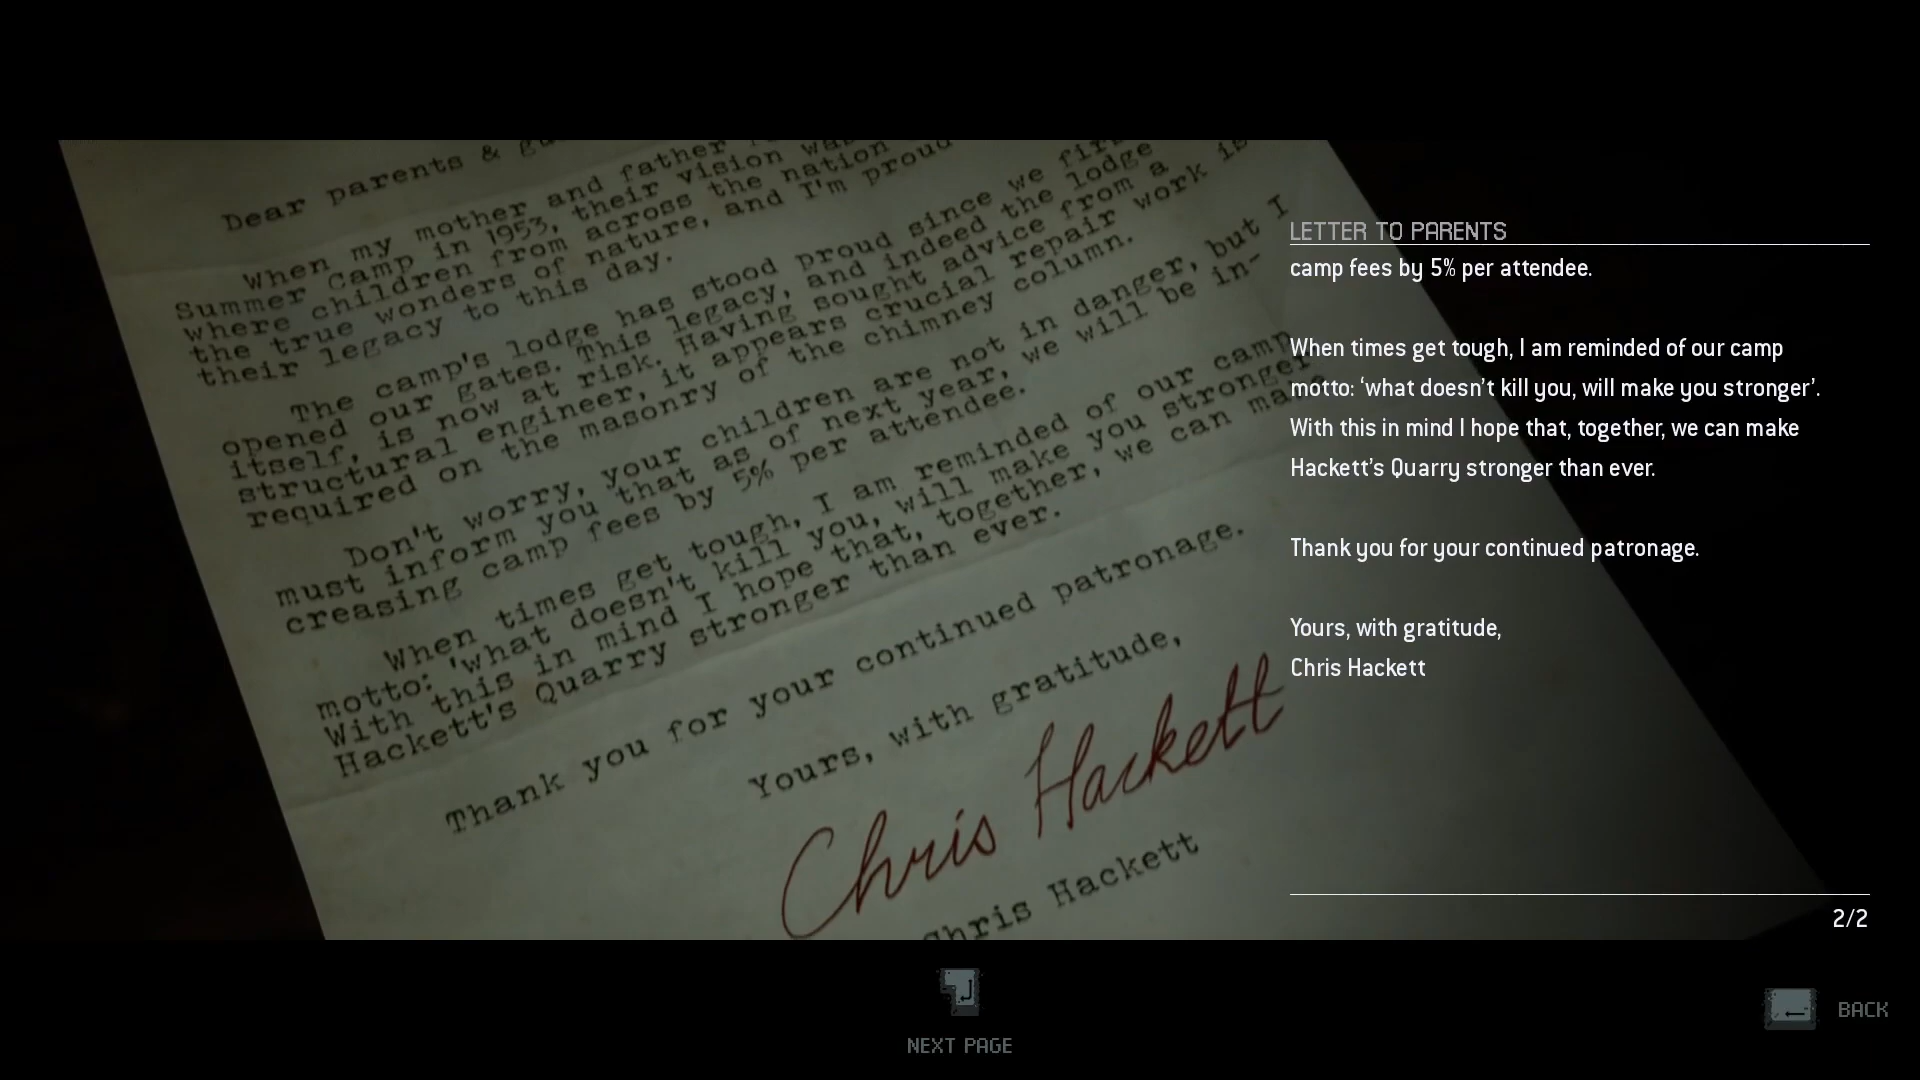 Dear parents &
When my mother and father
Summer Camp in 1953, their vision was
where children from across the nation
the true wonders of nature, and I'm proud
their legacy to this day.
The camp's lodge has stood proud since we
opened our gates. This legacy, and indeed the lodge
itself, is now at risk. Having sought advice from a
structural engineer, it appears crucial repair work is
required on the masonry of the chimney column.
Don't worry, your children are not in danger, but I
must inform you that as of next year, we will be in-
creasing camp fees by 5% per attendee.
When times get tough, I am reminded of our camp
motto: 'what doesn't kill you, will make you stronger
With this in mind I hope that, together, we can make
Hackett's Quarry stronger than ever.
Thank you for your continued patronage.
Yours, with gratitude,
Chris Hackett
Chris Hackett
LETTER TO PARENTS
camp fees by 5% per attendee.
When times get tough, I am reminded of our camp
motto: ‘what doesn’t kill you, will make you stronger’.
With this in mind I hope that, together, we can make
Hackett’s Quarry stronger than ever.
Thank you for your continued patronage.
Yours, with gratitude,
Chris Hackett
2/2
NEXT PAGE
BACK